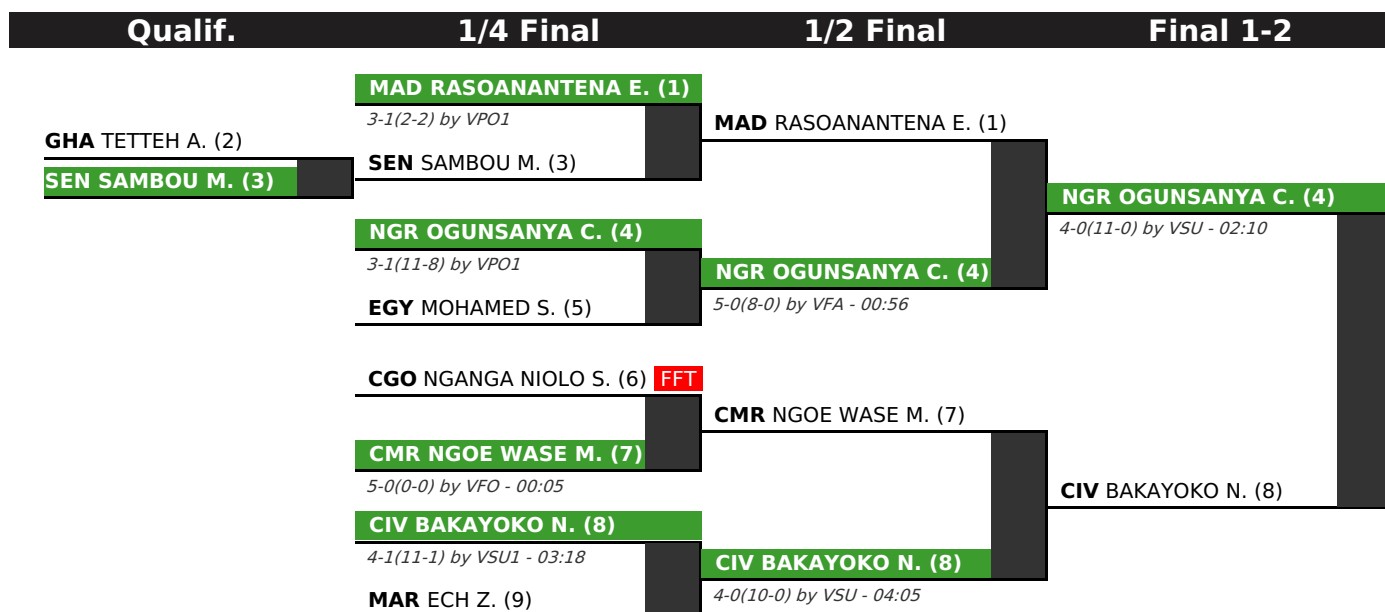 Qualif.
1/4 Final
1/2 Final
Final 1-2
GHA TETTEH A. (2)
SEN SAMBOU M. (3)
MAD RASOANANTENA E. (1)
3-1(2-2) by VPO1
SEN SAMBOU M. (3)
NGR OGUNSANYA C. (4)
3-1(11-8) by VPO1
EGY MOHAMED S. (5)
CGO NGANGA NIOLO S. (6) FFT
CMR NGOE WASE M. (7)
5-0(0-0) by VFO - 00:05
CIV BAKAYOKO N. (8)
4-1(11-1) by VSU1 - 03:18
MAR ECH Z. (9)
MAD RASOANANTENA E. (1)
NGR OGUNSANYA C. (4)
5-0(8-0) by VFA - 00:56
CMR NGOE WASE M. (7)
CIV BAKAYOKO N. (8)
4-0(10-0) by VSU - 04:05
NGR OGUNSANYA C. (4)
4-0(11-0) by VSU - 02:10
CIV BAKAYOKO N. (8)